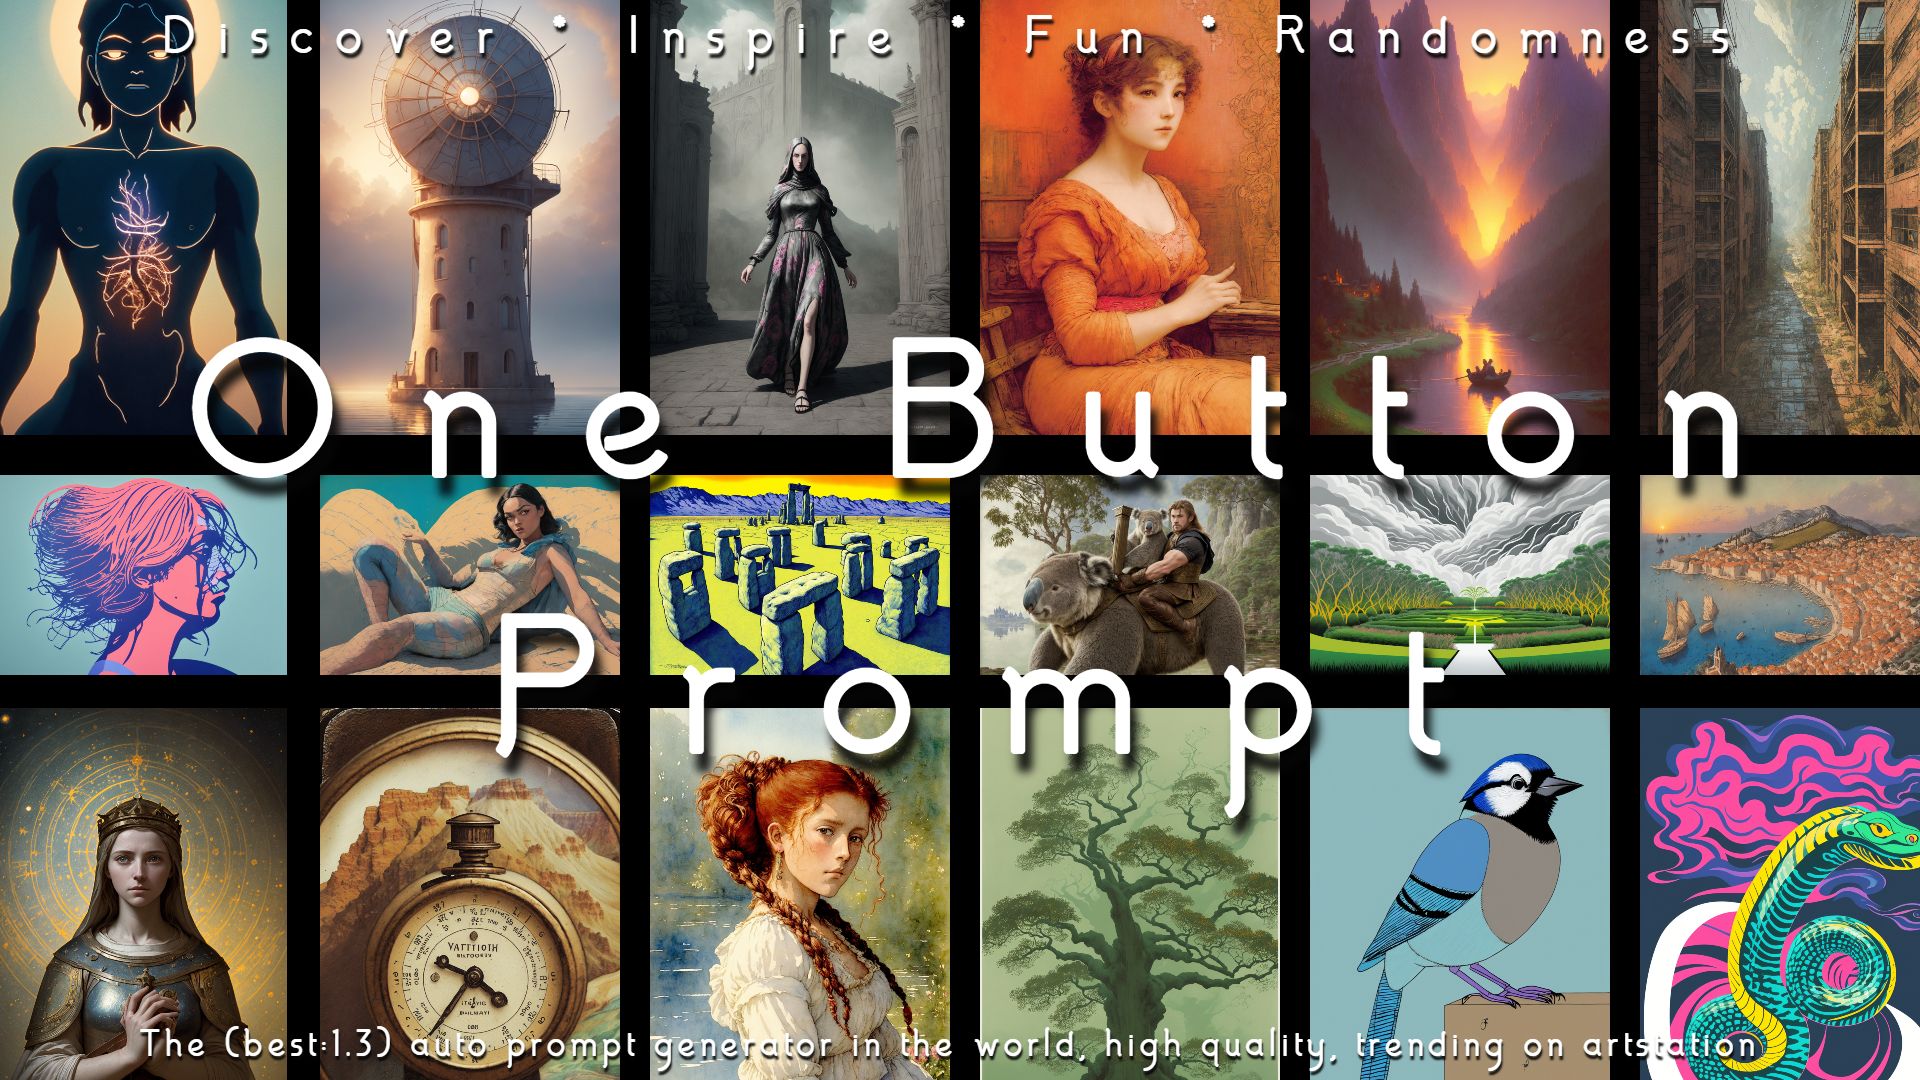 Discover * Inspire * Fun * Randomness
One Button
Prompt
VATTITOTH
The (best:1.3) auto prompt generator in the world, high quality, trending on artstation